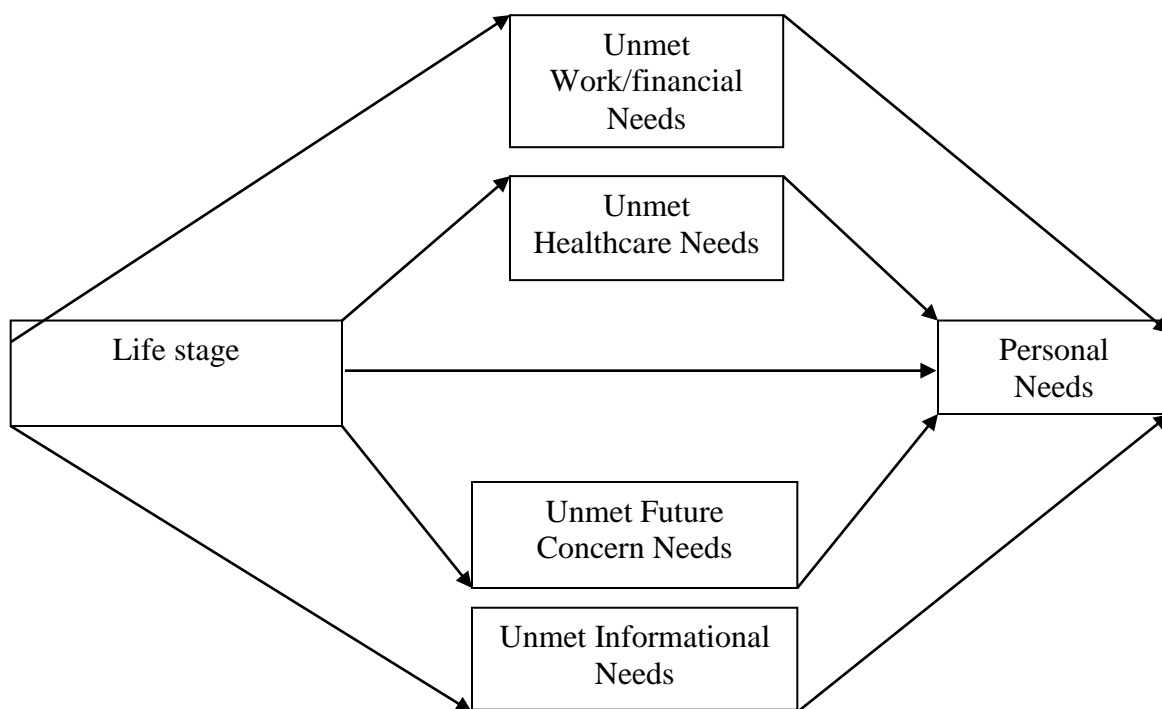 Unmet
Work/financial
Needs
Unmet
Healthcare Needs
Life stage
Personal
Needs
Unmet Future
Concern Needs
Unmet Informational
Needs